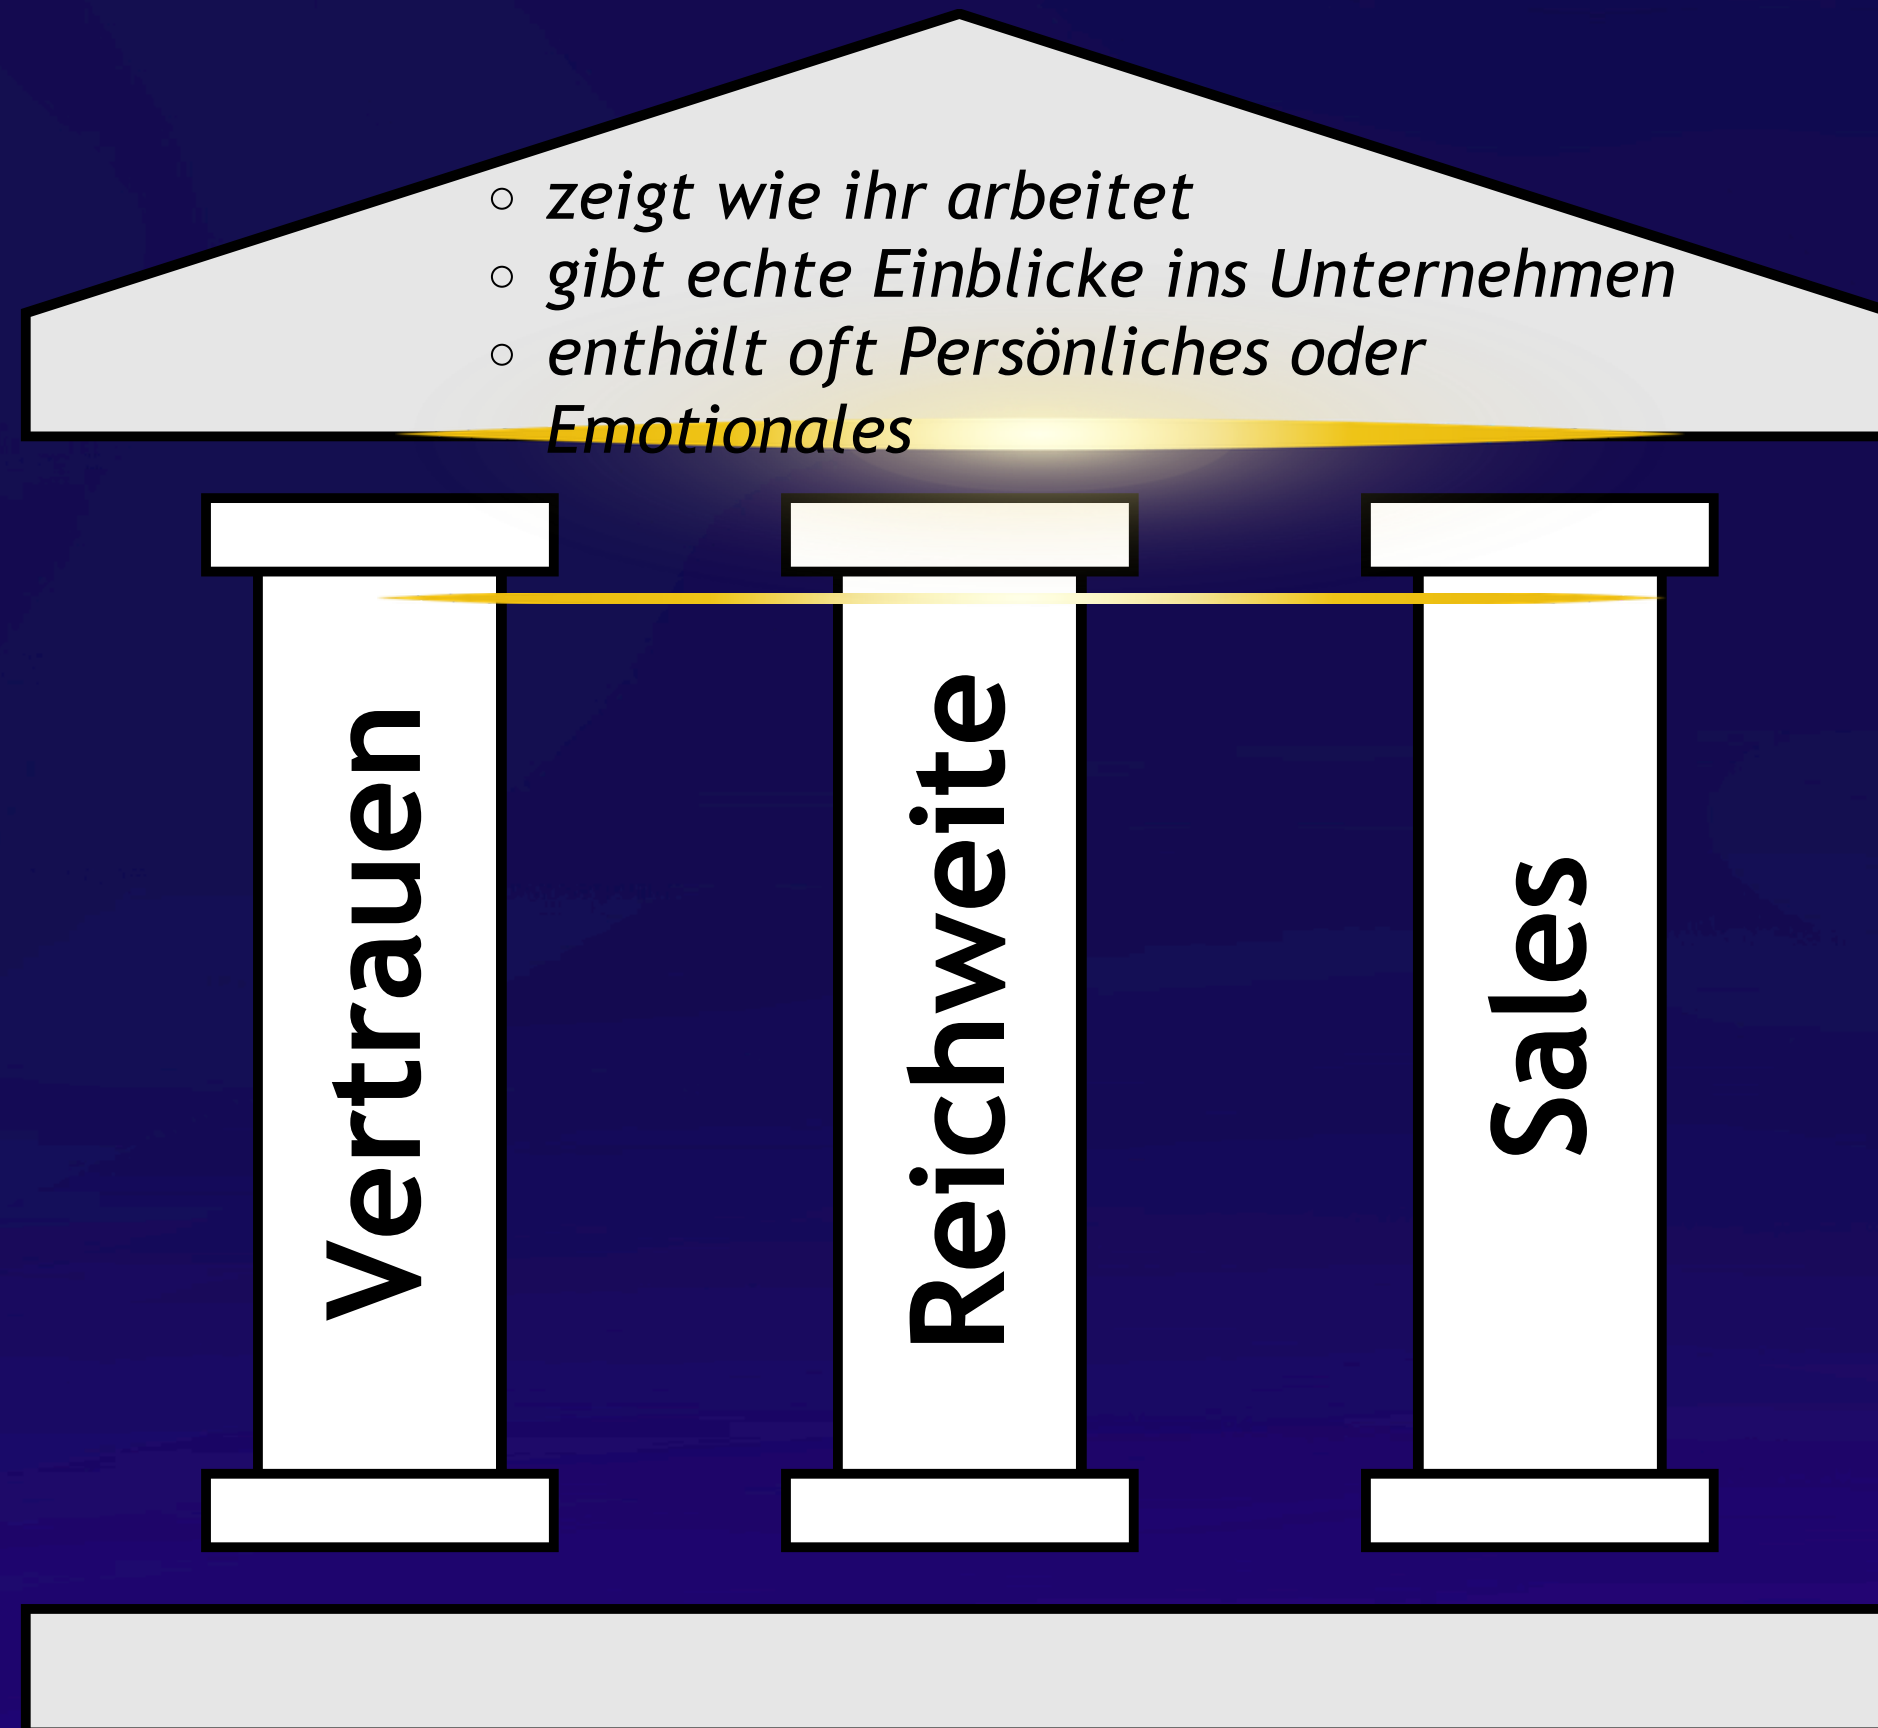 ○ zeigt wie ihr arbeitet
○ gibt echte Einblicke ins Unternehmen
○ enthält oft Persönliches oder
Emotionales
Vertrauen
Reichweite
Sales